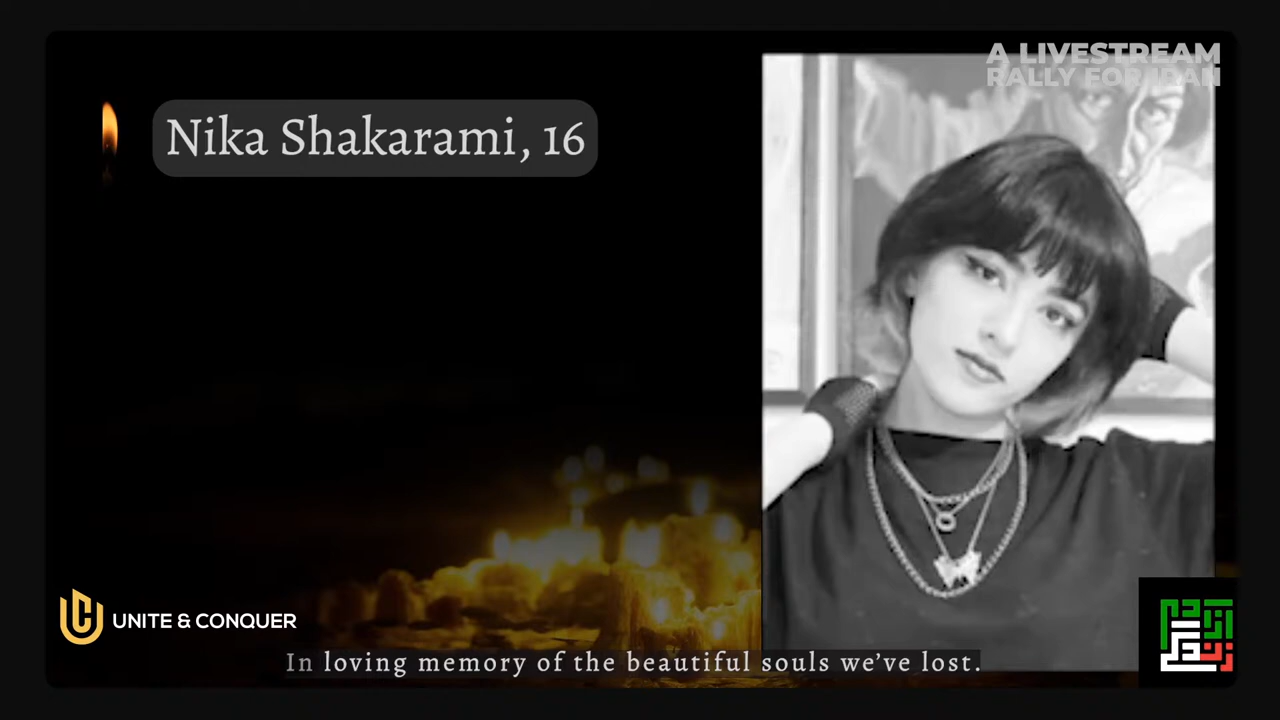 A LIVESTREAM
RALLY FOR IRAN
Nika Shakarami, 16
UNITE & CONQUER
In loving memory of the beautiful souls we've lost.